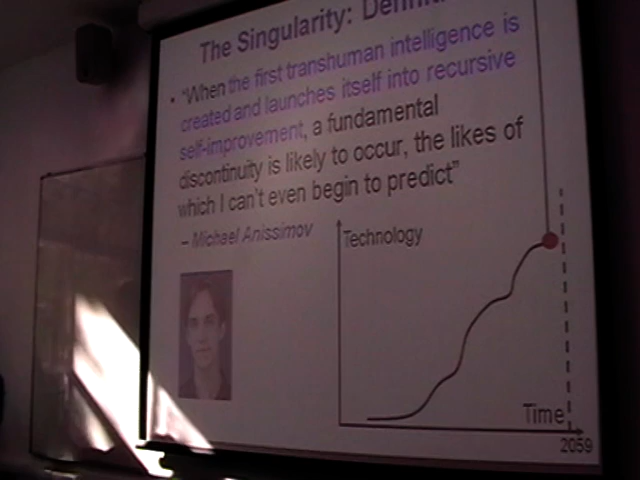 The Singularity: Definit
• "When the first transhuman intelligence is
created and launches itself into recursive
self-improvement, a fundamental
discontinuity is likely to occur, the likes of
which I can't even begin to predict"
– Michael Anissimov
Technology
Time
2059